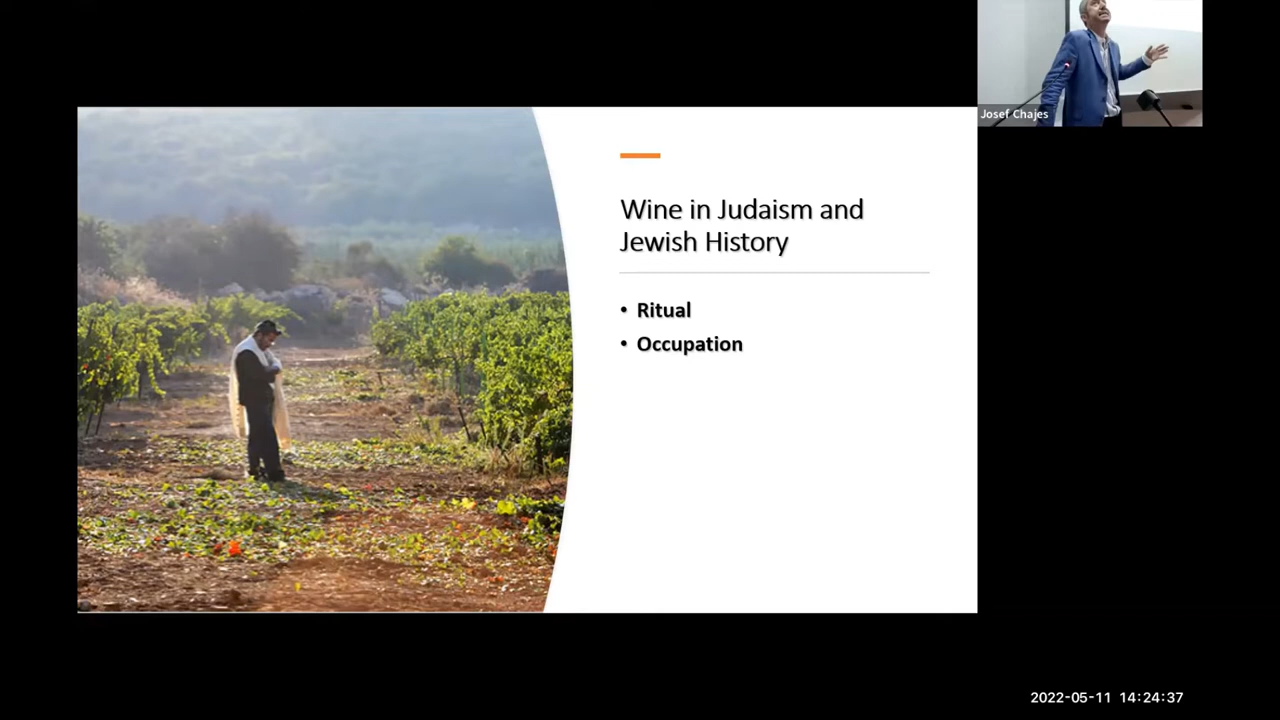 Josef Chajes
Wine in Judaism and
Jewish History
• Ritual
• Occupation
2022-05-11 14:24:37